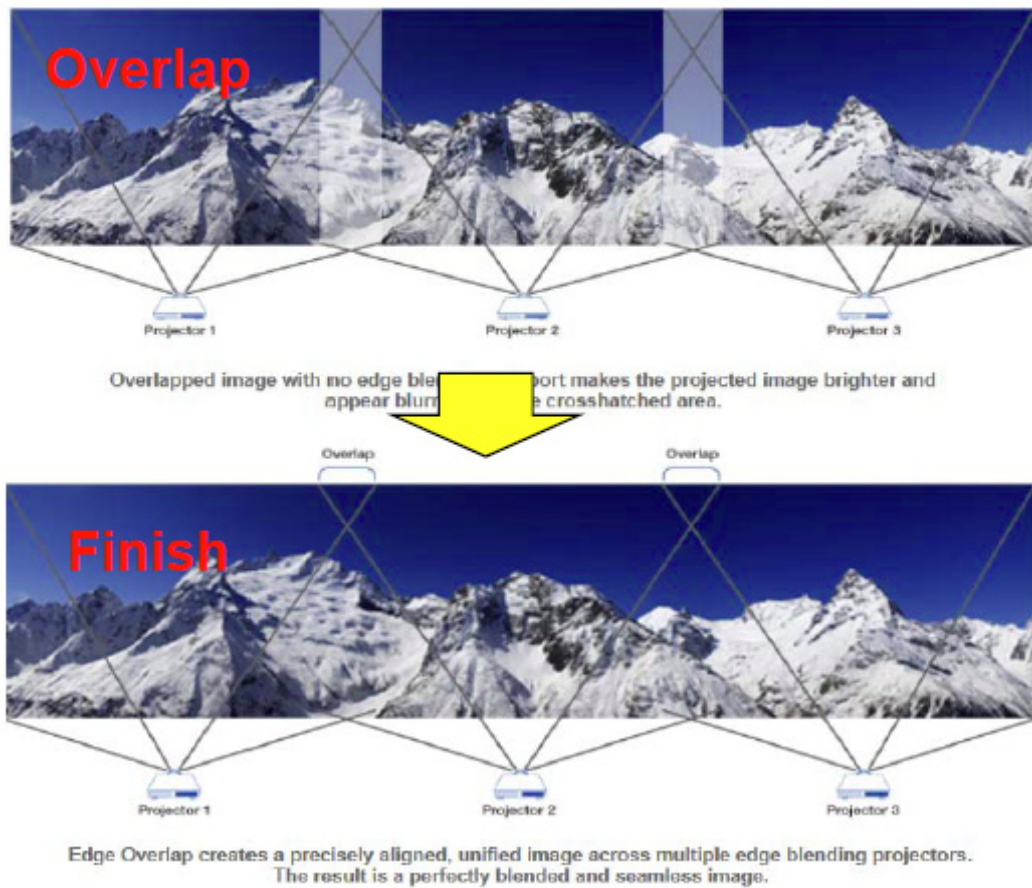 Overlap
Projector 1
Projector 2
Projector 3
Overlapped image with no edge makes the projected image brighter and
appear crosshatched area.
Overlap
Overlap
Finish
Projector 1
Projector 2
Projector 3
Edge Overlap creates a precisely aligned, unified image across multiple edge blending projectors.
The result is a perfectly blended and seamless image.